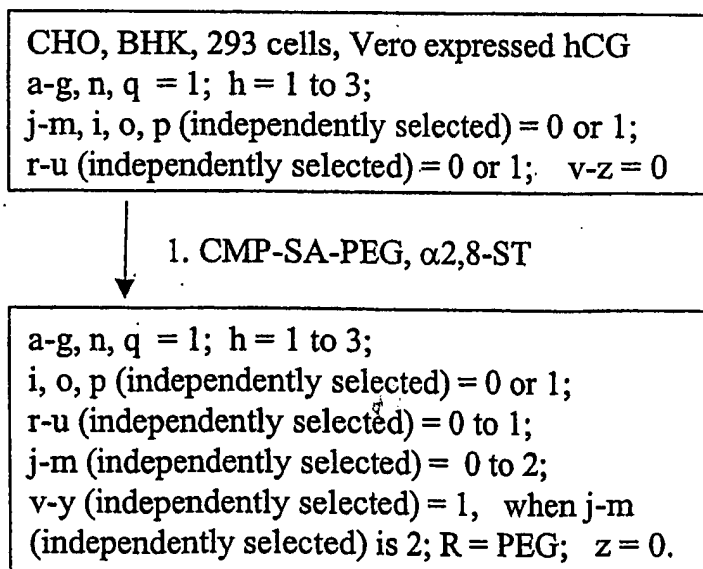 CHO, BHK, 293 cells, Vero expressed hCG
a-g, n, q = 1; h = 1 to 3;
j-m, i, o, p (independently selected) = 0 or 1;
r-u (independently selected) = 0 or 1; v-z = 0
1. CMP-SA-PEG, α2,8-ST
a-g, n, q = 1; h = 1 to 3;
i, o, p (independently selected) = 0 or 1;
r-u (independently selected) = 0 to 1;
j-m (independently selected) = 0 to 2;
v-y (independently selected) = 1, when j-m
(independently selected) is 2; R = PEG; z = 0.